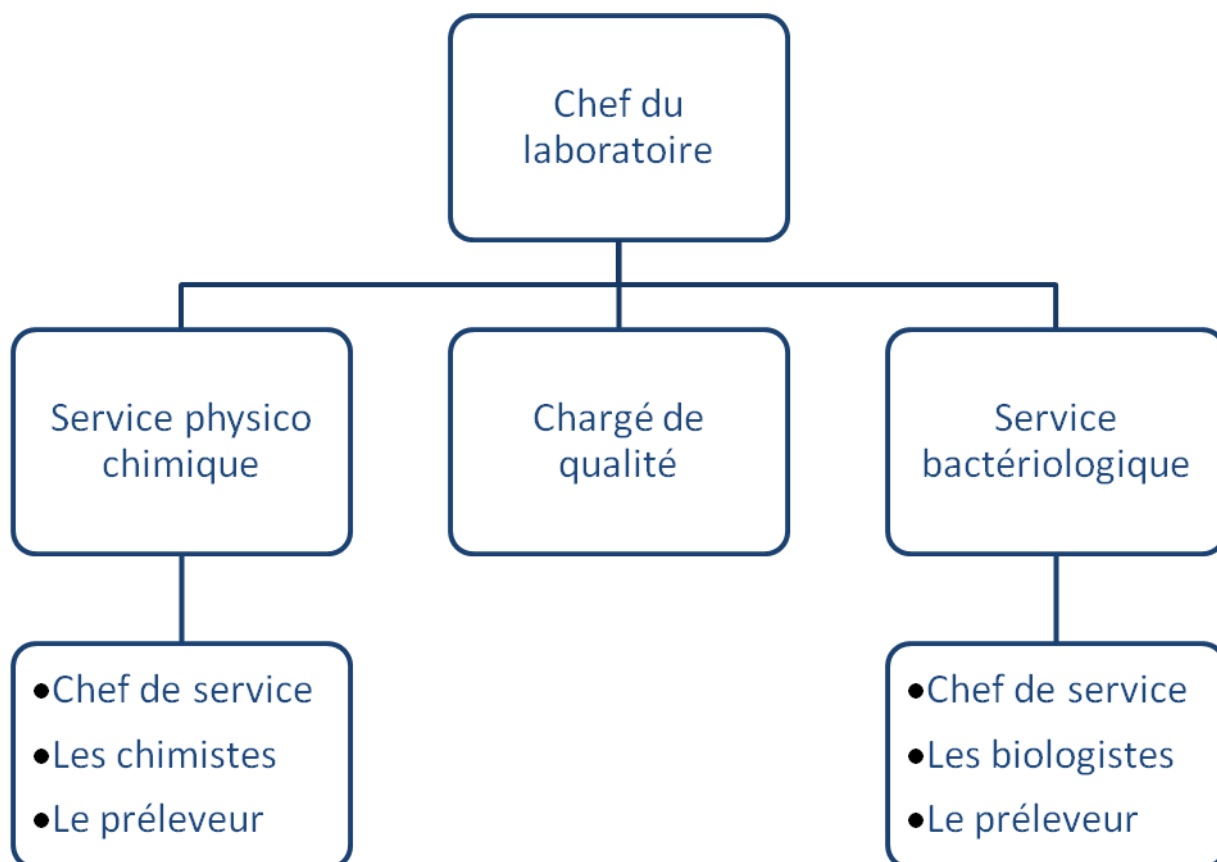 Chef du
laboratoire
Service physico
chimique
Chargé de
qualité
Service
bactériologique
•Chef de service
•Les chimistes
•Le préleveur
•Chef de service
•Les biologistes
•Le préleveur